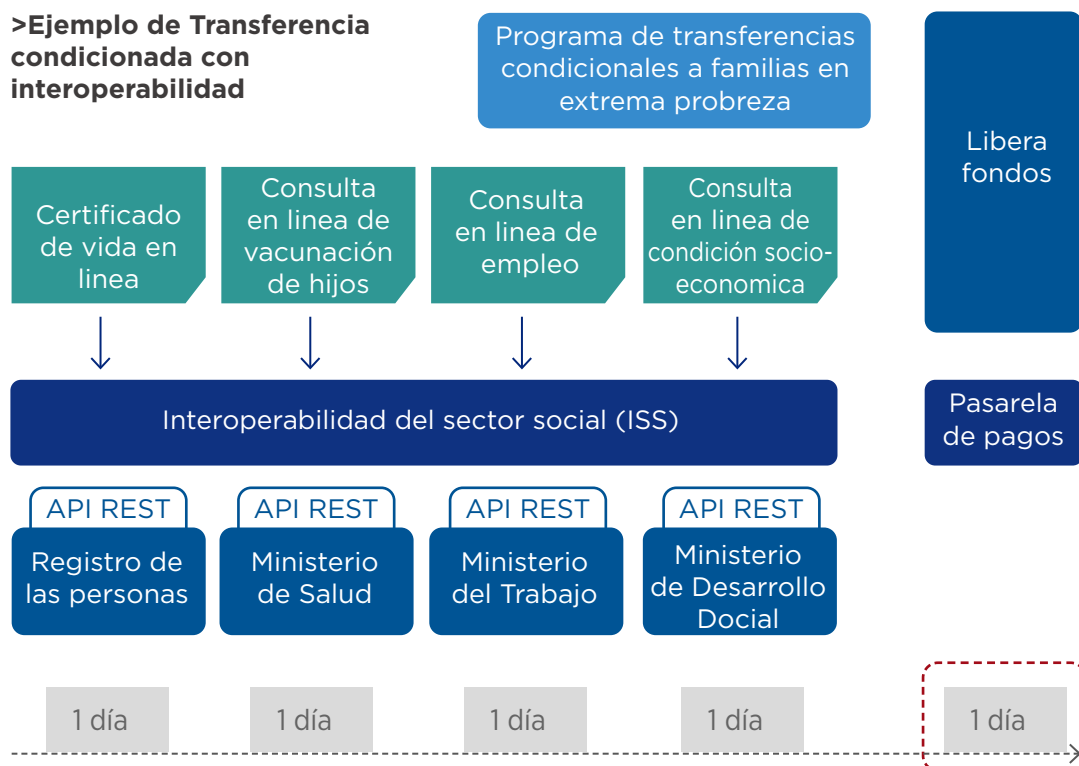 >Ejemplo de Transferencia
condicionada con
interoperabilidad
Programa de transferencias
condicionales a familias en
extrema probreza
Libera
fondos
Certificado
de vida en
linea
Consulta
en linea de
vacunación
de hijos
Consulta
en linea de
empleo
Consulta
en linea de
condición socio-
economica
Interoperabilidad del sector social (ISS)
Pasarela
de pagos
API REST
Registro de
las personas
API REST
Ministerio
de Salud
API REST
Ministerio
del Trabajo
API REST
Ministerio
de Desarrollo
Docial
1 día
1 día
1 día
1 día
1 día